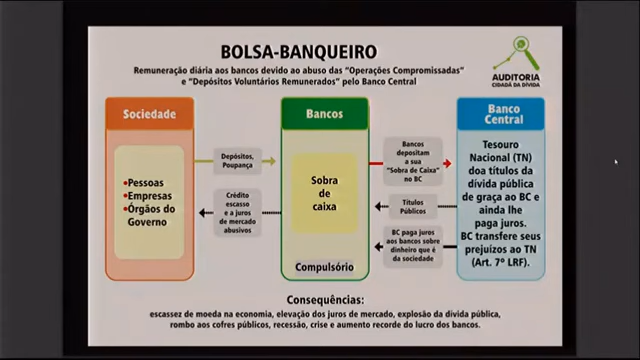 BOLSA-BANQUEIRO
Remuneração diária aos bancos devido ao abuso das "Operações Compromissadas"
e "Depósitos Voluntários Remunerados" pelo Banco Central
AUDITORIA
CIDADÃ DA DÍVIDA
Sociedade
•Pessoas
•Empresas
•Órgãos do
Governo
Depósitos,
Poupança
Crédito
escasso
e a juros
de mercado
abusivos
Bancos
Sobra
de
caixa
Compulsório
Bancos
depositam
a sua
"Sobra de Caixa"
no BC
Títulos
Públicos
BC paga juros
aos bancos sobre
dinheiro que é
da sociedade
Banco
Central
Tesouro
Nacional (TN)
doa títulos da
dívida pública
de graça ao BC e
ainda lhe
paga juros.
BC transfere seus
prejuízos ao TN
(Art. 7º LRF).
Consequências:
escassez de moeda na economia, elevação dos juros de mercado, explosão da dívida pública,
rombo aos cofres públicos, recessão, crise e aumento recorde do lucro dos bancos.